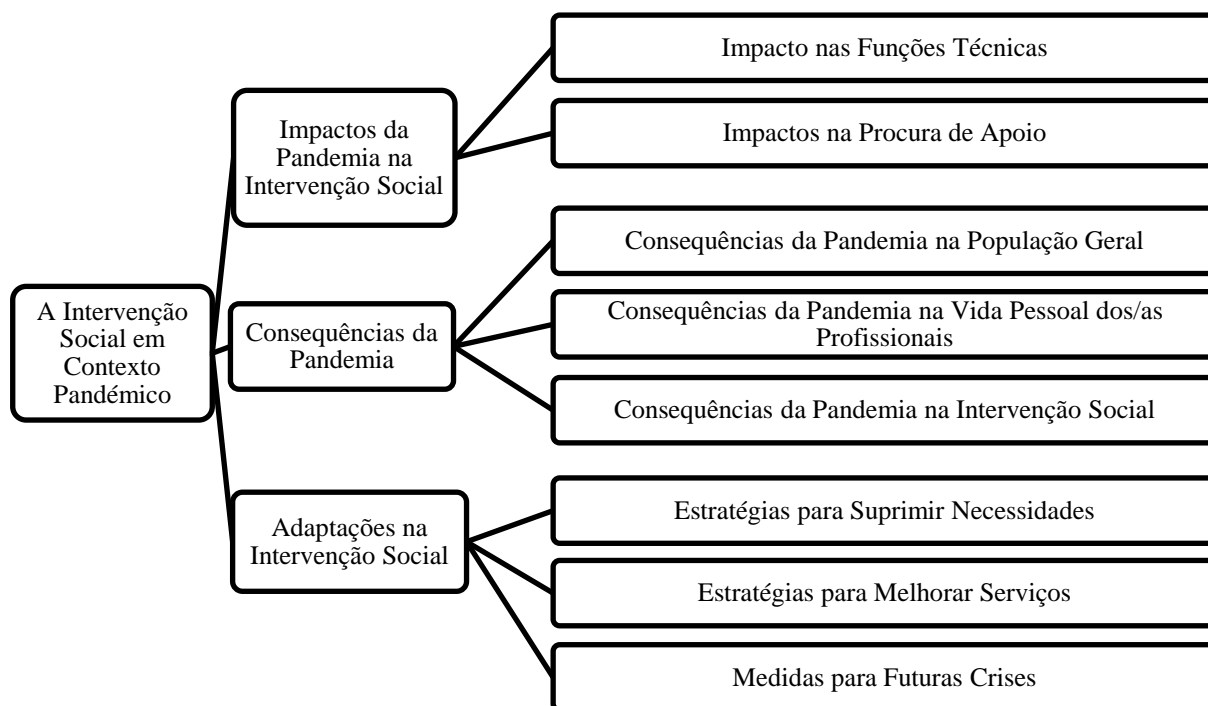 A Intervenção
Social em
Contexto
Pandémico
Impactos da
Pandemia na
Intervenção Social
Impacto nas Funções Técnicas
Impactos na Procura de Apoio
Consequências da
Pandemia
Consequências da Pandemia na População Geral
Consequências da Pandemia na Vida Pessoal dos/as
Profissionais
Consequências da Pandemia na Intervenção Social
Adaptações na
Intervenção Social
Estratégias para Suprimir Necessidades
Estratégias para Melhorar Serviços
Medidas para Futuras Crises